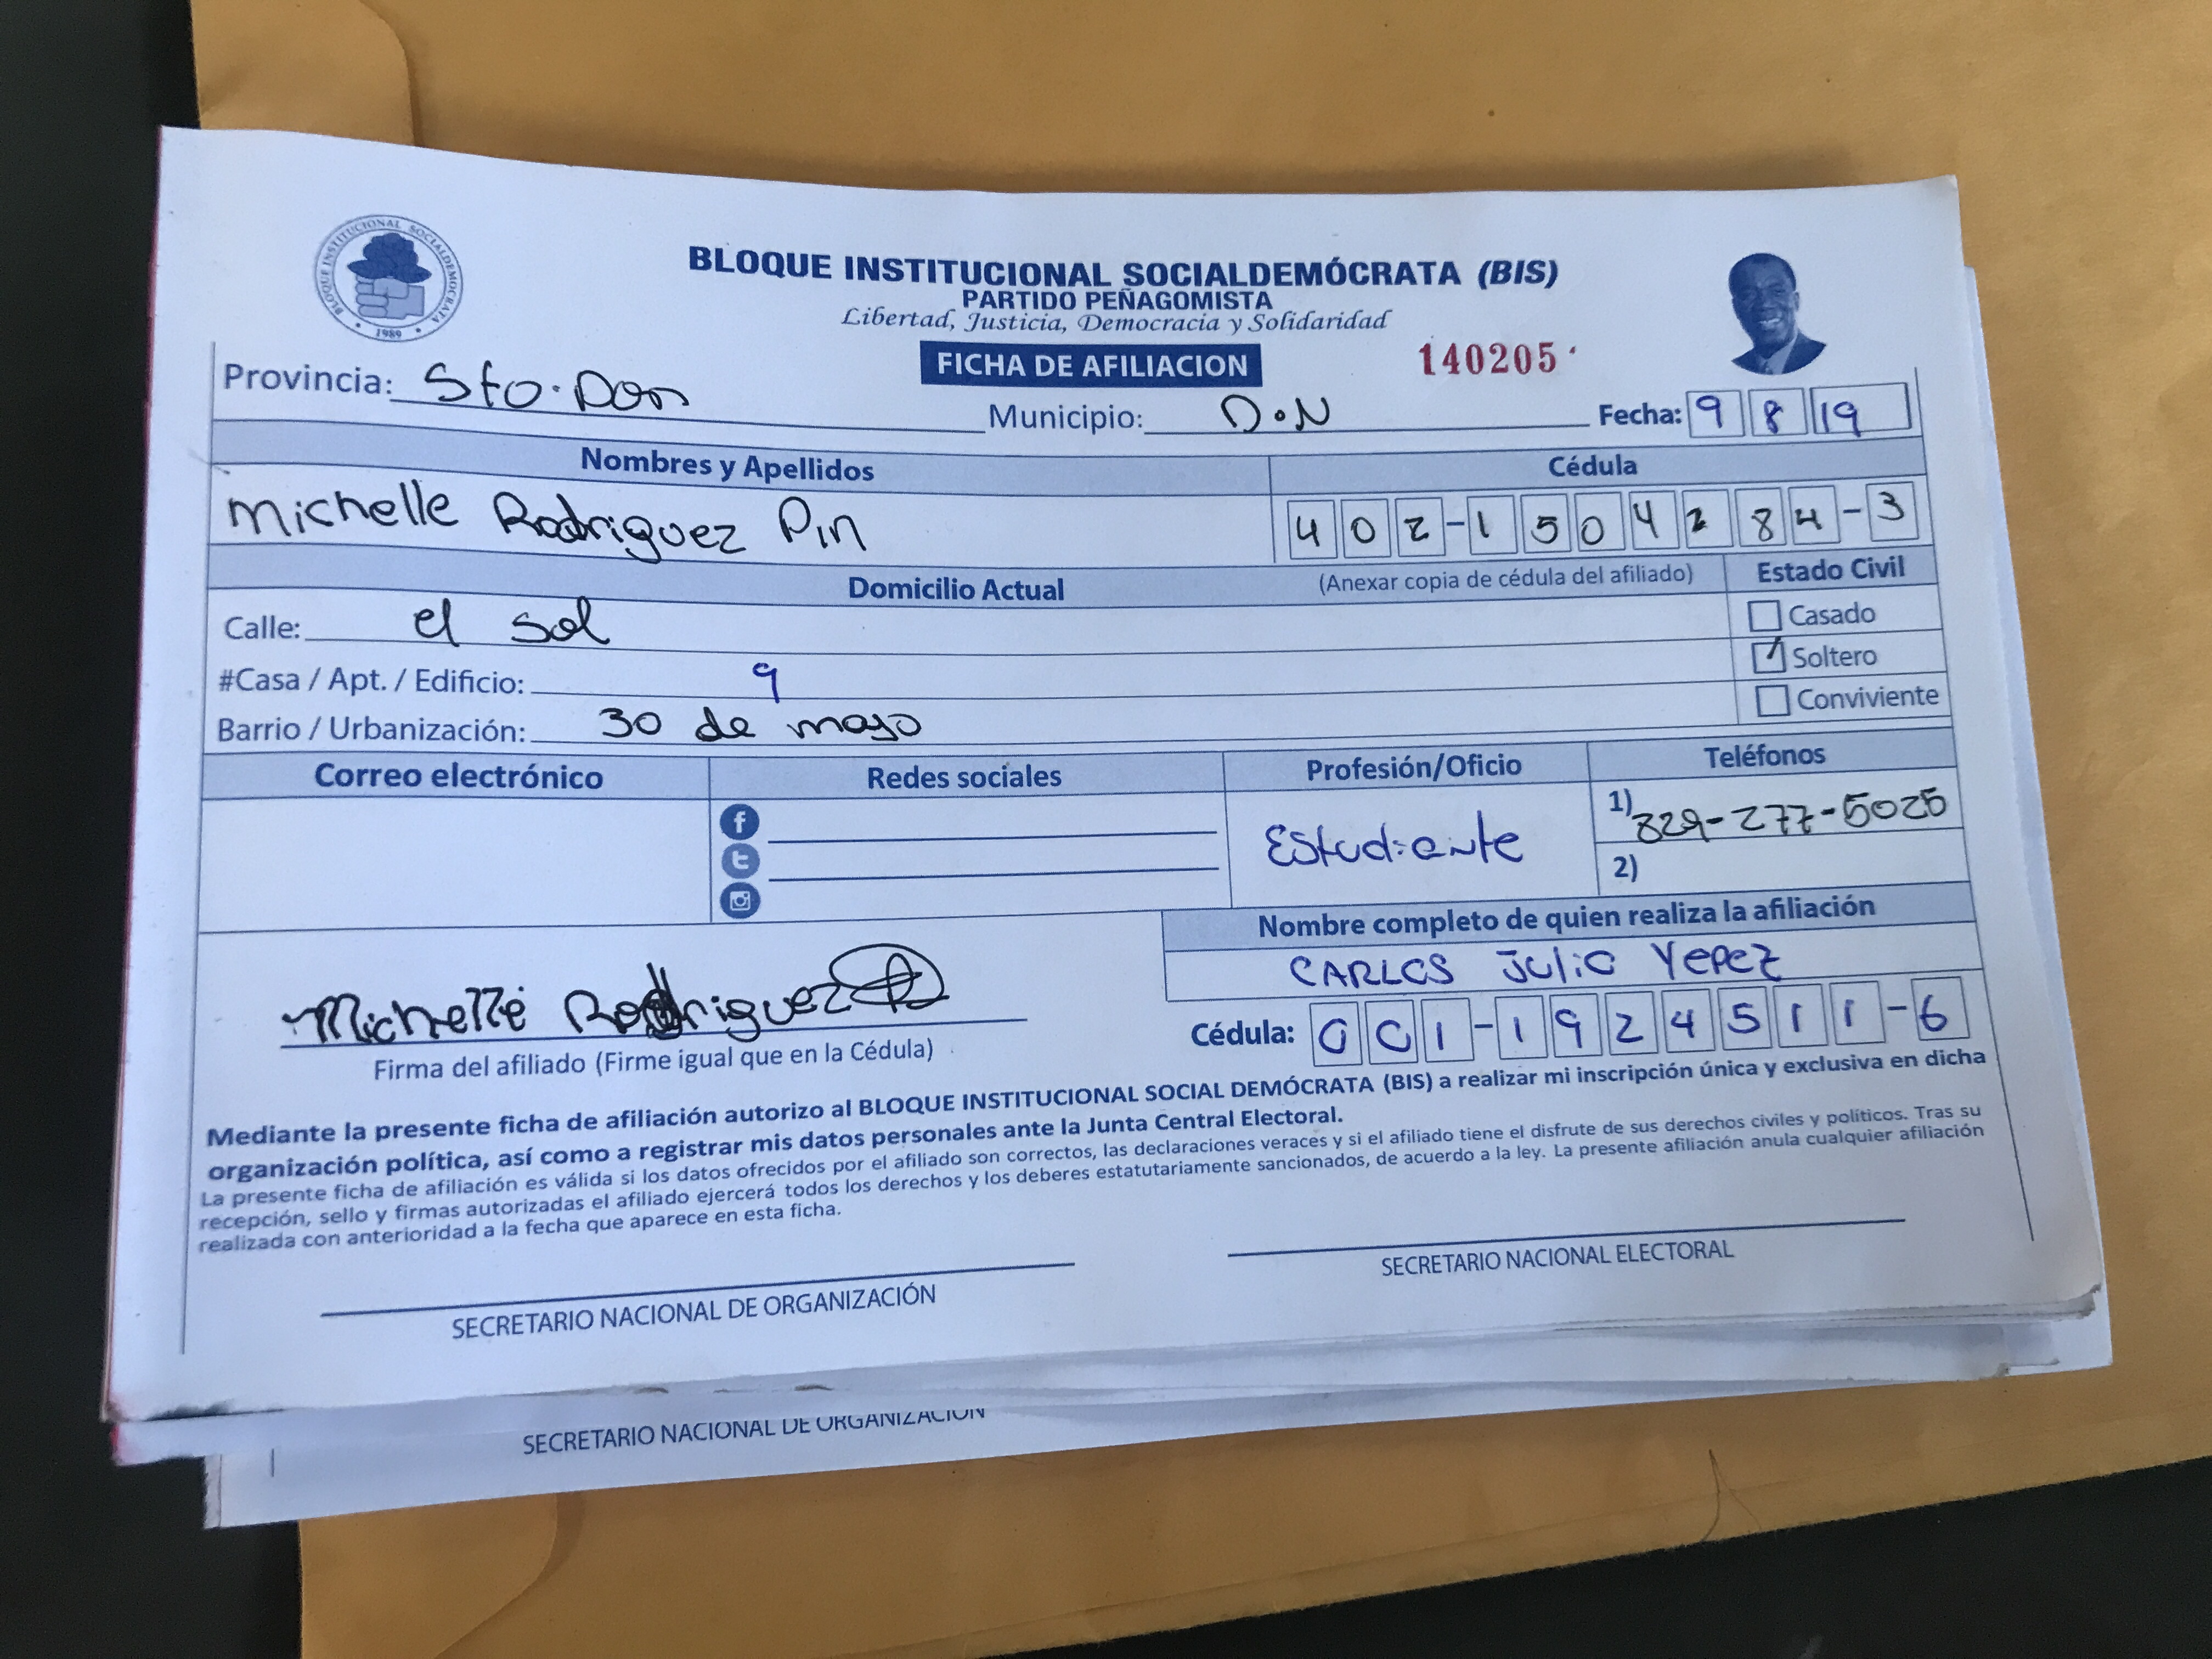 BLOQUE INSTITUCIONAL SOCIALDEMÓCRATA
1989
BLOQUE INSTITUCIONAL SOCIALDEMÓCRATA (BIS)
PARTIDO PEÑAGOMISTA
Libertad, Justicia, Democracia y Solidaridad
FICHA DE AFILIACION
140205
Provincia: Sto. Dom
Municipio: D.N
Fecha: 9 8 19
Nombres y Apellidos
Cédula
Michelle Rodriguez Pin
402-1504284-3
Domicilio Actual
(Anexar copia de cédula del afiliado)
Estado Civil
Calle: el sol
Casado
#Casa / Apt. / Edificio: 9
Soltero
Barrio / Urbanización: 30 de mayo
Conviviente
Correo electrónico
Redes sociales
Profesión/Oficio
Teléfonos
Estudiante
1) 829-277-5025
2)
Nombre completo de quien realiza la afiliación
CARLOS Julio Yepez
Michelle Rodriguez
Cédula: 001-1924511-6
Firma del afiliado (Firme igual que en la Cédula)
Mediante la presente ficha de afiliación autorizo al BLOQUE INSTITUCIONAL SOCIAL DEMÓCRATA (BIS) a realizar mi inscripción única y exclusiva en dicha
organización política, así como a registrar mis datos personales ante la Junta Central Electoral.
La presente ficha de afiliación es válida si los datos ofrecidos por el afiliado son correctos, las declaraciones veraces y si el afiliado tiene el disfrute de sus derechos civiles y políticos. Tras su
recepción, sello y firmas autorizadas el afiliado ejercerá todos los derechos y los deberes estatutariamente sancionados, de acuerdo a la ley. La presente afiliación anula cualquier afiliación
realizada con anterioridad a la fecha que aparece en esta ficha.
SECRETARIO NACIONAL DE ORGANIZACIÓN
SECRETARIO NACIONAL ELECTORAL
SECRETARIO NACIONAL DE ORGANIZACIÓN